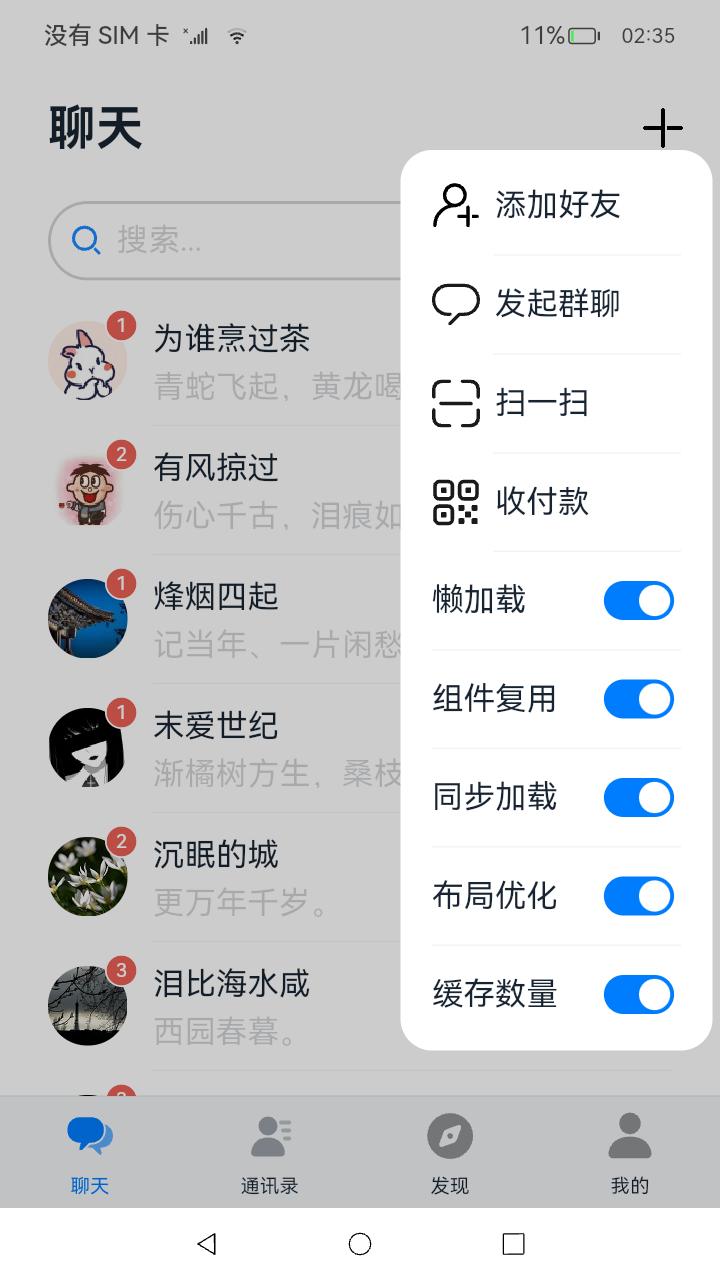 没有 SIM 卡
11%
02:35
聊天
搜索...
1
为谁烹过茶
青蛇飞起，黄龙喝
2
有风掠过
伤心千古，泪痕如
1
烽烟四起
记当年、一片闲愁
1
末爱世纪
渐橘树方生，桑枝
2
沉眠的城
更万年千岁。
3
泪比海水咸
西园春暮。
添加好友
发起群聊
扫一扫
收付款
懒加载
组件复用
同步加载
布局优化
缓存数量
聊天
通讯录
发现
我的